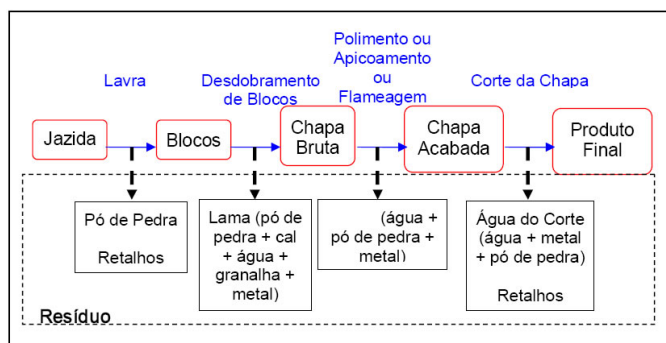 Lavra
Desdobramento
de Blocos
Polimento ou
Apicoamento
ou
Flameagem
Corte da Chapa
Jazida
Blocos
Chapa
Bruta
Chapa
Acabada
Produto
Final
Pó de Pedra
Retalhos
Lama (pó de
pedra + cal
+ água +
granalha +
metal)
(água +
pó de pedra +
metal)
Água do Corte
(água + metal
+ pó de pedra)
Retalhos
Resíduo